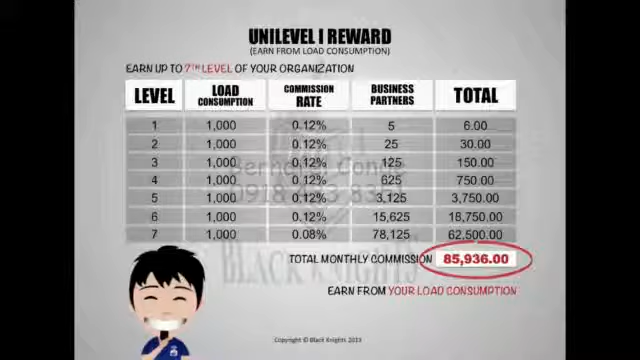 UNILEVEL I REWARD
(EARN FROM LOAD CONSUMPTION)
EARN UP TO 7TH LEVEL OF YOUR ORGANIZATION
LEVEL LOAD CONSUMPTION COMMISSION RATE BUSINESS PARTNERS TOTAL
1 1,000 0.12% 5 6.00
2 1,000 0.12% 25 30.00
3 1,000 0.12% 125 150.00
4 1,000 0.12% 625 750.00
5 1,000 0.12% 3,125 3,750.00
6 1,000 0.12% 15,625 18,750.00
7 1,000 0.08% 78,125 62,500.00
TOTAL MONTHLY COMMISSION 85,936.00
BLACK KNIGHTS
EARN FROM YOUR LOAD CONSUMPTION
Copyright © Black Knights 2013